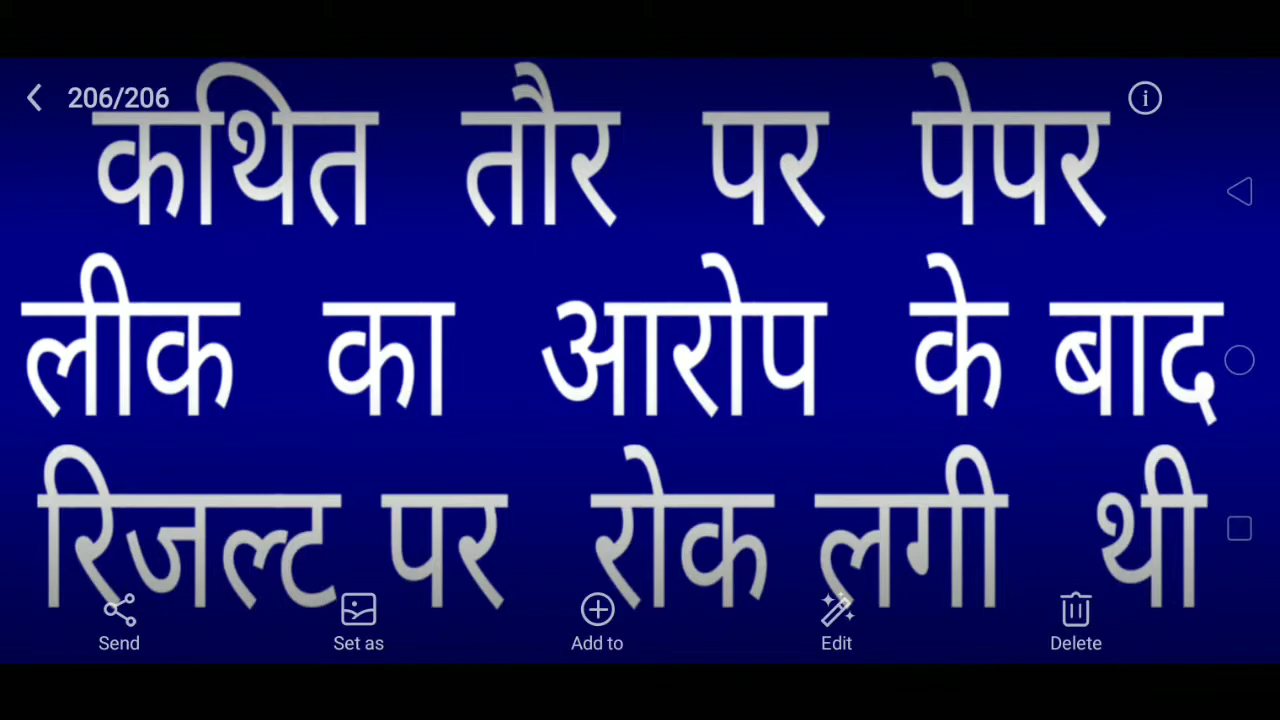 206/206
कथित तौर पर पेपर
लीक का आरोप के बाद
रिजल्ट पर रोक लगी थी
Send Set as Add to Edit Delete